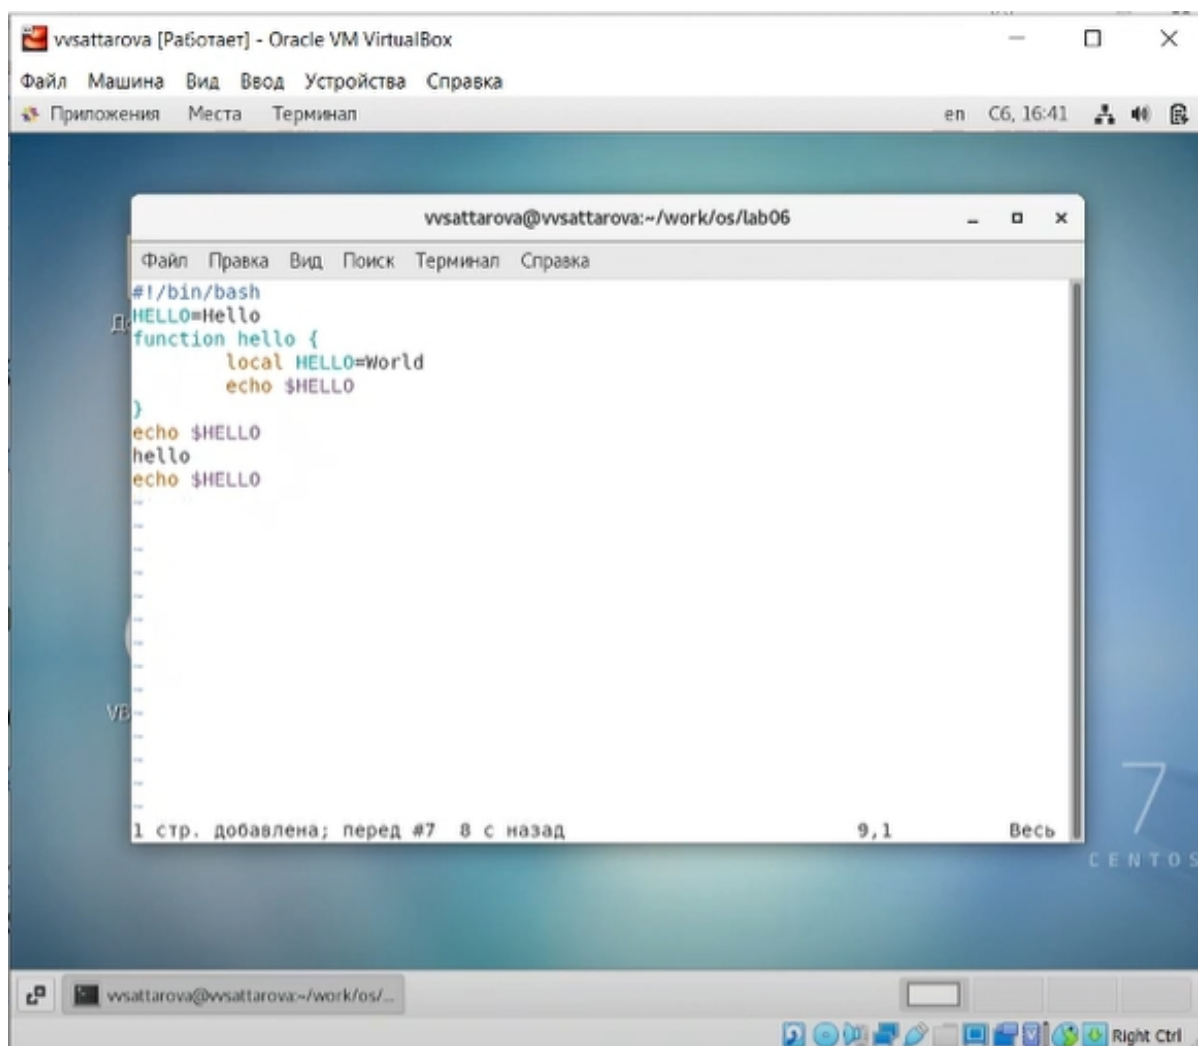 vvsattarova [Работает] - Oracle VM VirtualBox
Файл Машина Вид Ввод Устройства Справка
Приложения Места Терминал en Сб, 16:41
vvsattarova@vvsattarova:~/work/os/lab06
Файл Правка Вид Поиск Терминал Справка
#!/bin/bash
HELLO=Hello
function hello {
        local HELLO=World
        echo $HELLO
}
echo $HELLO
hello
echo $HELLO
~
~
~
~
~
~
~
~
~
~
~
~
~
~
1 стр. добавлена; перед #7 8 с назад 9,1 Весь
7
CENTOS
vvsattarova@vvsattarova:~/work/os/...
Right Ctrl